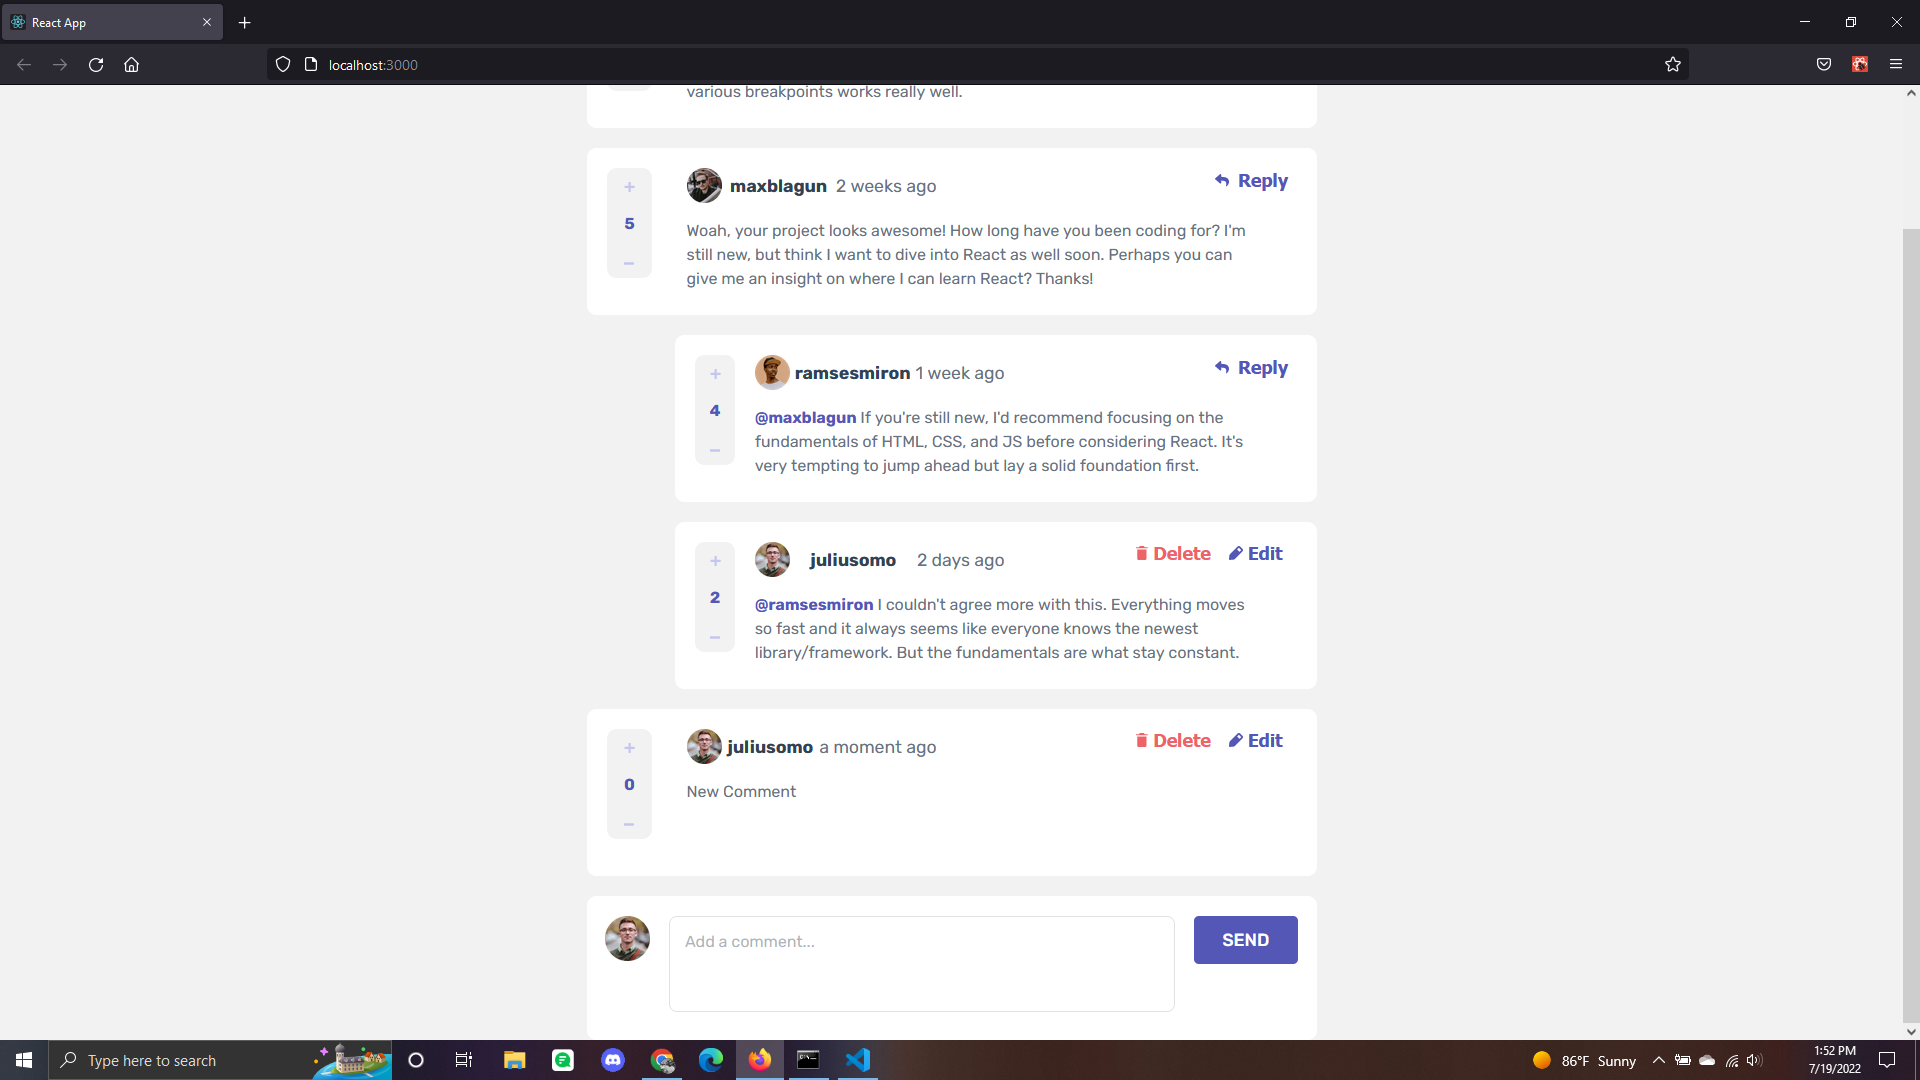 React App
localhost:3000
various breakpoints works really well.
+
5
−
maxblagun 2 weeks ago
Reply
Woah, your project looks awesome! How long have you been coding for? I'm
still new, but think I want to dive into React as well soon. Perhaps you can
give me an insight on where I can learn React? Thanks!
+
4
−
ramsesmiron 1 week ago
Reply
@maxblagun If you're still new, I'd recommend focusing on the
fundamentals of HTML, CSS, and JS before considering React. It's
very tempting to jump ahead but lay a solid foundation first.
+
2
−
juliusomo 2 days ago
Delete Edit
@ramsesmiron I couldn't agree more with this. Everything moves
so fast and it always seems like everyone knows the newest
library/framework. But the fundamentals are what stay constant.
+
0
−
juliusomo a moment ago
Delete Edit
New Comment
Add a comment...
SEND
Type here to search
86°F Sunny
1:52 PM
7/19/2022